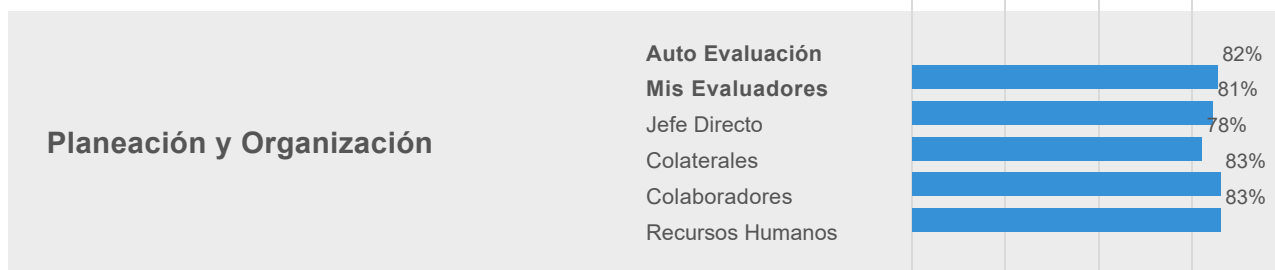 Auto Evaluación 82%
Mis Evaluadores 81%
Jefe Directo 78%
Planeación y Organización
Colaterales 83%
Colaboradores 83%
Recursos Humanos